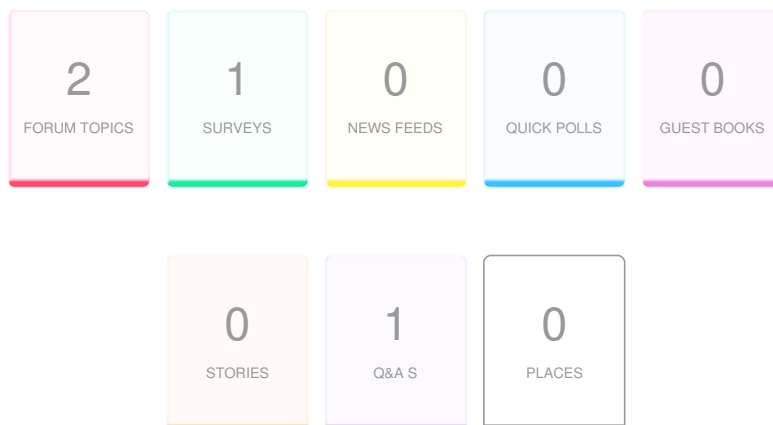 2 1 0 0 0
FORUM TOPICS SURVEYS NEWS FEEDS QUICK POLLS GUEST BOOKS
0 1 0
STORIES Q&A S PLACES